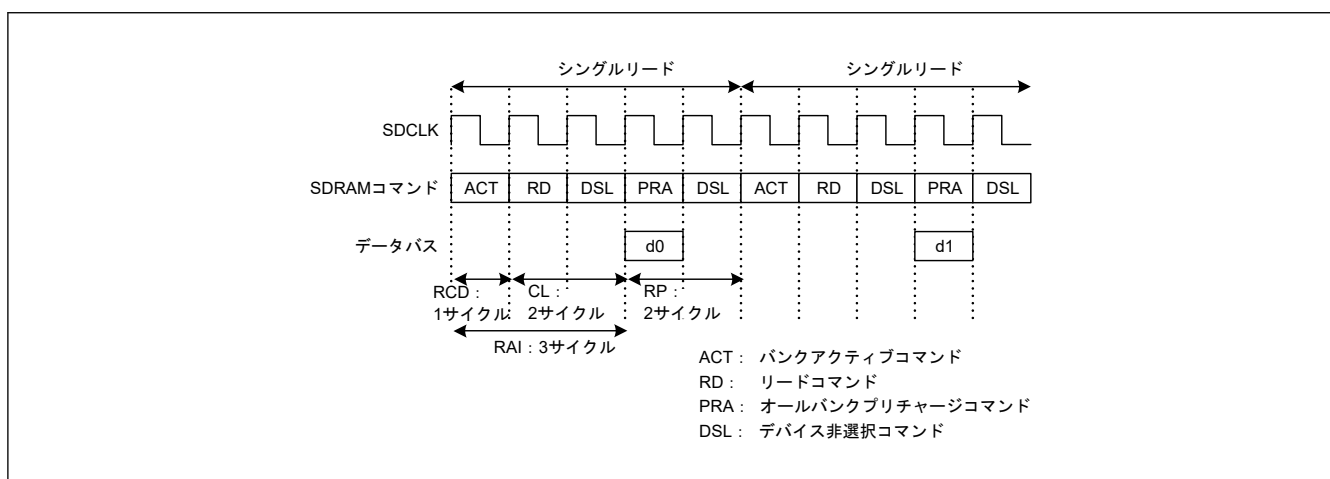 シングルリード シングルリード
SDCLK
SDRAMコマンド ACT RD DSL PRA DSL ACT RD DSL PRA DSL
データバス d0 d1
RCD： CL： RP：
1サイクル 2サイクル 2サイクル
RAI：3サイクル
ACT： バンクアクティブコマンド
RD： リードコマンド
PRA： オールバンクプリチャージコマンド
DSL： デバイス非選択コマンド